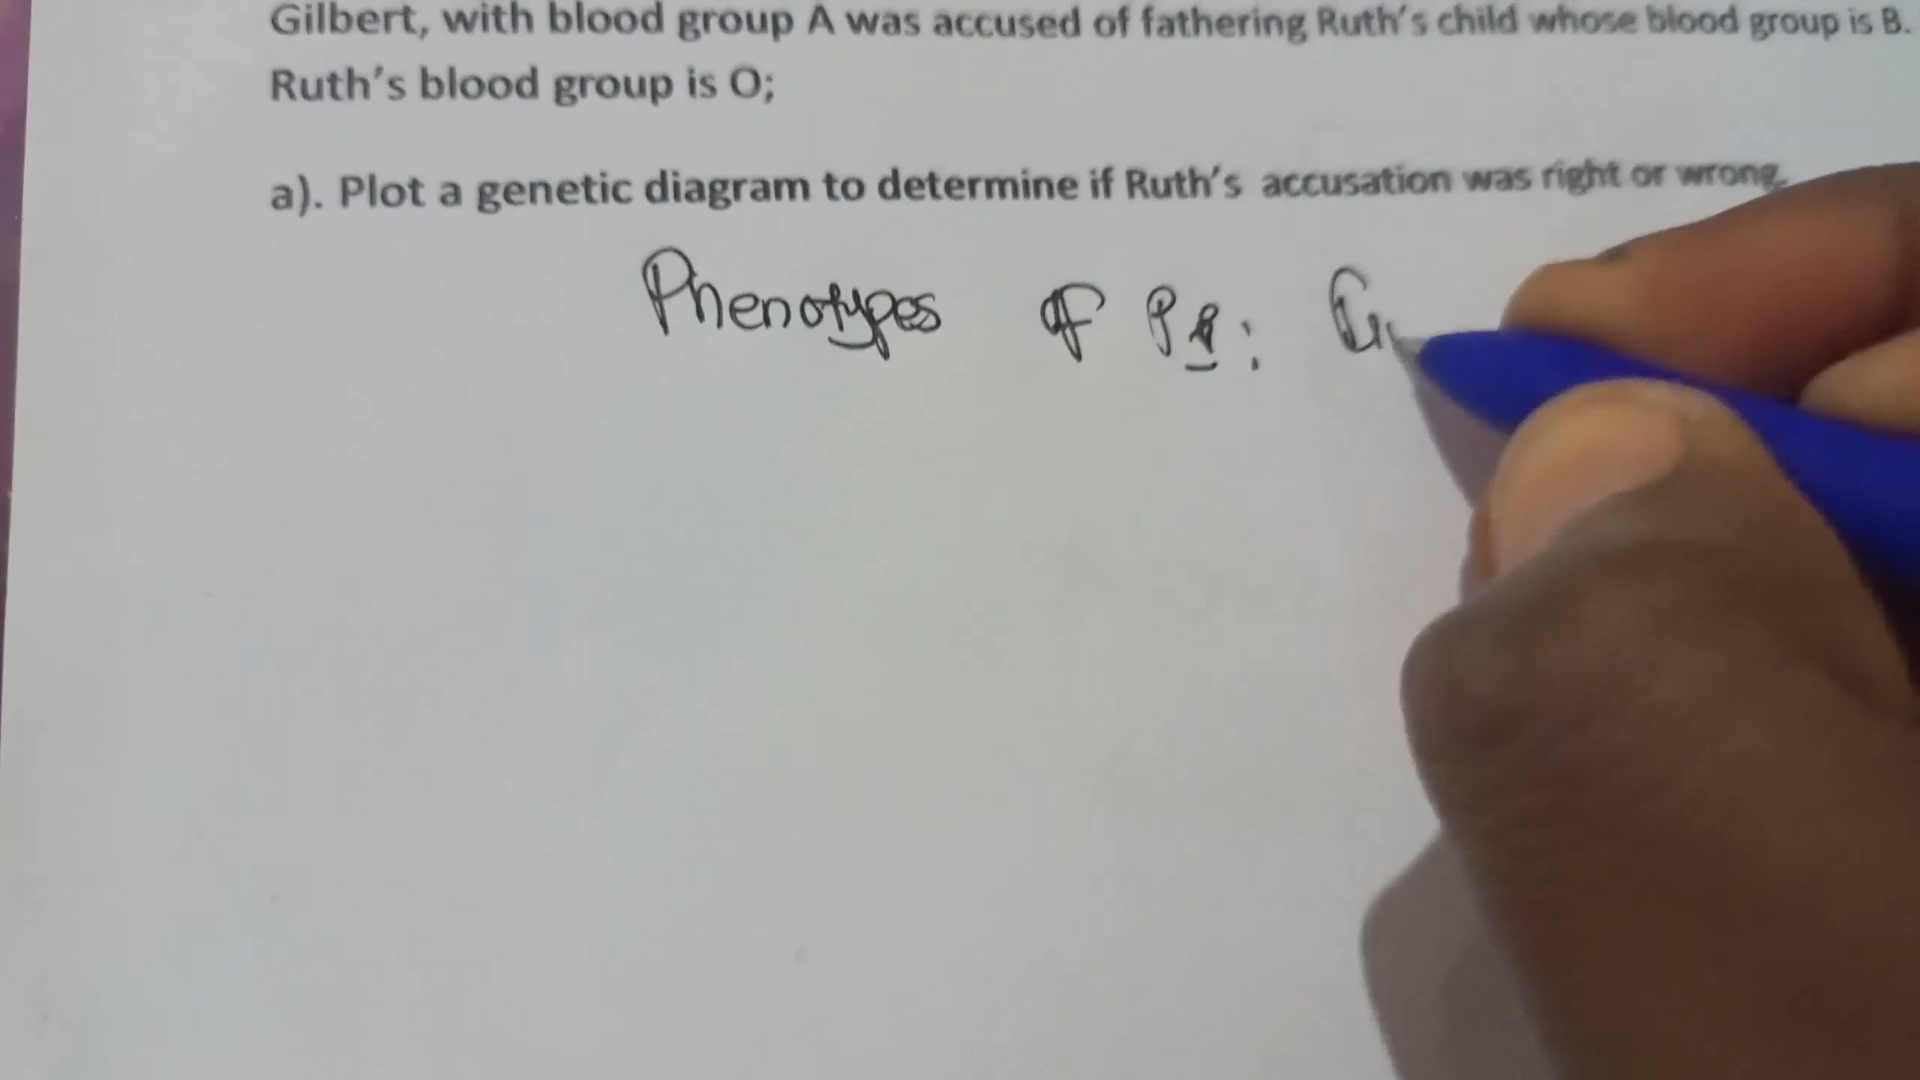 Gilbert, with blood group A was accused of fathering Ruth's child whose blood group is B.
Ruth's blood group is O;
a). Plot a genetic diagram to determine if Ruth's accusation was right or wrong.
Phenotypes of